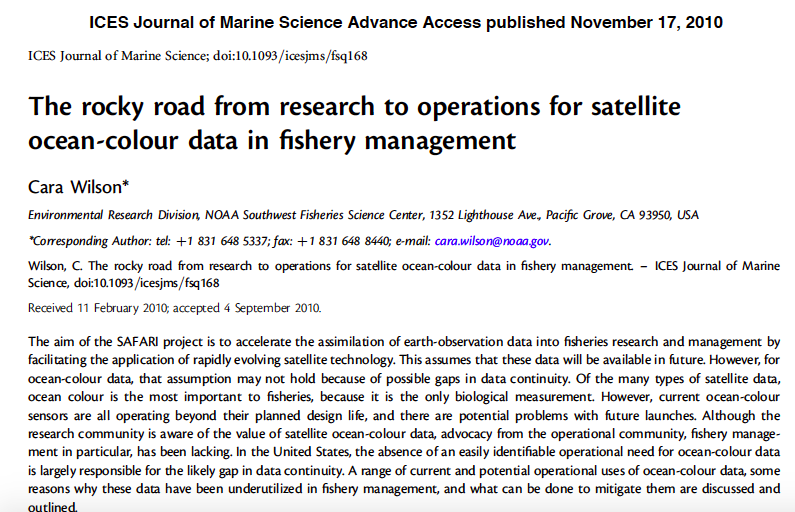 ICES Journal of Marine Science Advance Access published November 17, 2010
ICES Journal of Marine Science; doi:10.1093/icesjms/fsq168
The rocky road from research to operations for satellite
ocean-colour data in fishery management
Cara Wilson*
Environmental Research Division, NOAA Southwest Fisheries Science Center, 1352 Lighthouse Ave., Pacific Grove, CA 93950, USA
*Corresponding Author: tel: +1 831 648 5337; fax: +1 831 648 8440; e-mail: cara.wilson@noaa.gov.
Wilson, C. The rocky road from research to operations for satellite ocean-colour data in fishery management. – ICES Journal of Marine
Science, doi:10.1093/icesjms/fsq168
Received 11 February 2010; accepted 4 September 2010.
The aim of the SAFARI project is to accelerate the assimilation of earth-observation data into fisheries research and management by
facilitating the application of rapidly evolving satellite technology. This assumes that these data will be available in future. However, for
ocean-colour data, that assumption may not hold because of possible gaps in data continuity. Of the many types of satellite data,
ocean colour is the most important to fisheries, because it is the only biological measurement. However, current ocean-colour
sensors are all operating beyond their planned design life, and there are potential problems with future launches. Although the
research community is aware of the value of satellite ocean-colour data, advocacy from the operational community, fishery manage-
ment in particular, has been lacking. In the United States, the absence of an easily identifiable operational need for ocean-colour data
is largely responsible for the likely gap in data continuity. A range of current and potential operational uses of ocean-colour data, some
reasons why these data have been underutilized in fishery management, and what can be done to mitigate them are discussed and
outlined.